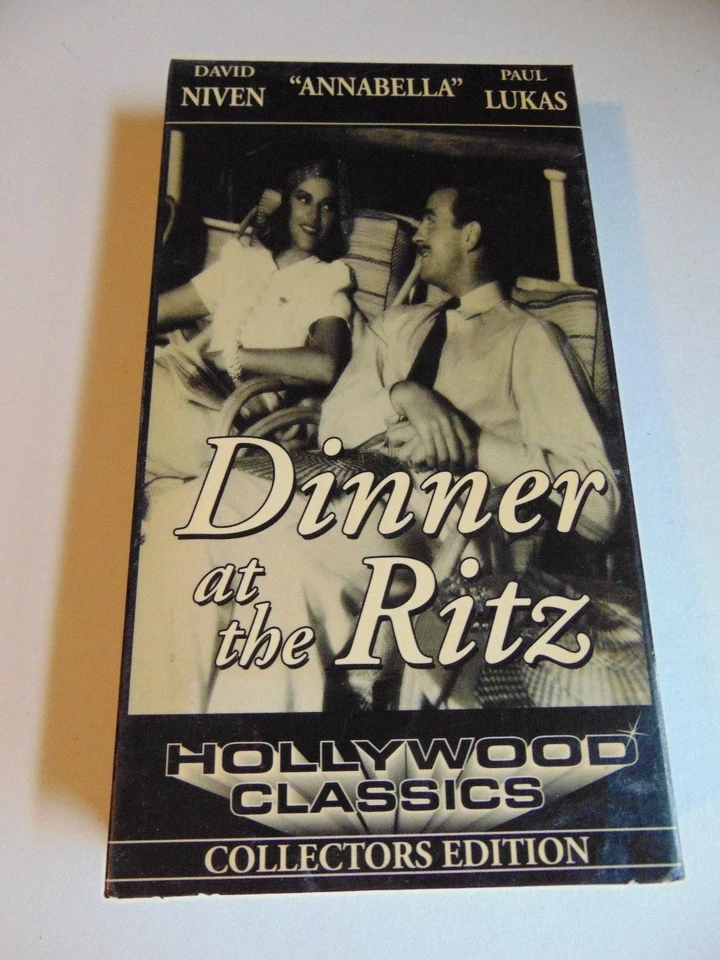 DAVID NIVEN "ANNABELLA" PAUL LUKAS
Dinner
at the Ritz
HOLLYWOOD
CLASSICS
COLLECTORS EDITION